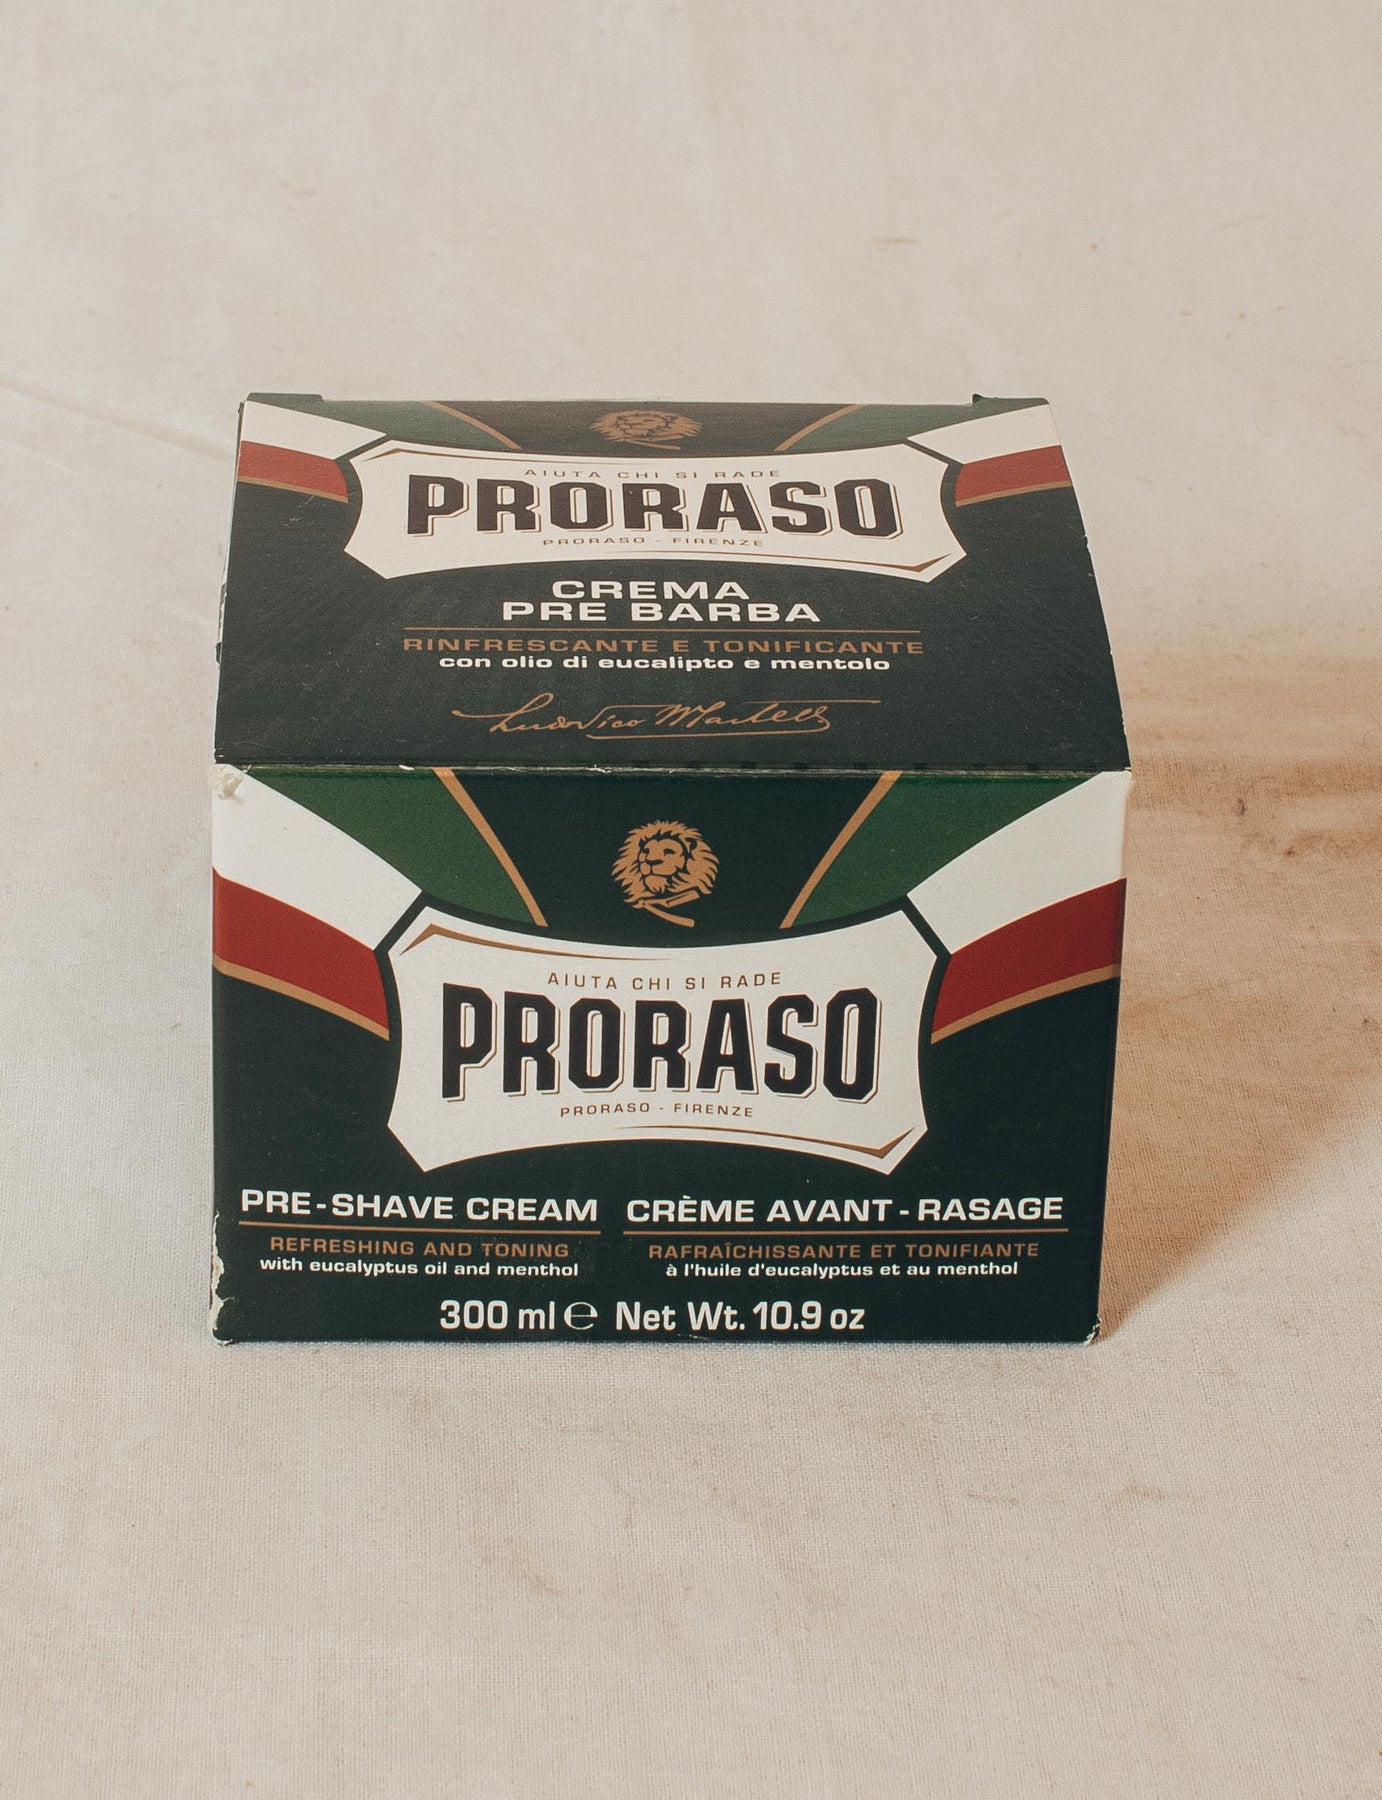 AIUTA CHI SI RADE
PRORASO
PRORASO - FIRENZE
CREMA
PRE BARBA
RINFRESCANTE E TONIFICANTE
con olio di eucalipto e mentolo
Ludovico Martelli
AIUTA CHI SI RADE
PRORASO
PRORASO - FIRENZE
PRE-SHAVE CREAM
REFRESHING AND TONING
with eucalyptus oil and menthol
CRÈME AVANT-RASAGE
RAFRAÎCHISSANTE ET TONIFIANTE
à l'huile d'eucalyptus et au menthol
300 ml ℮ Net Wt. 10.9 oz